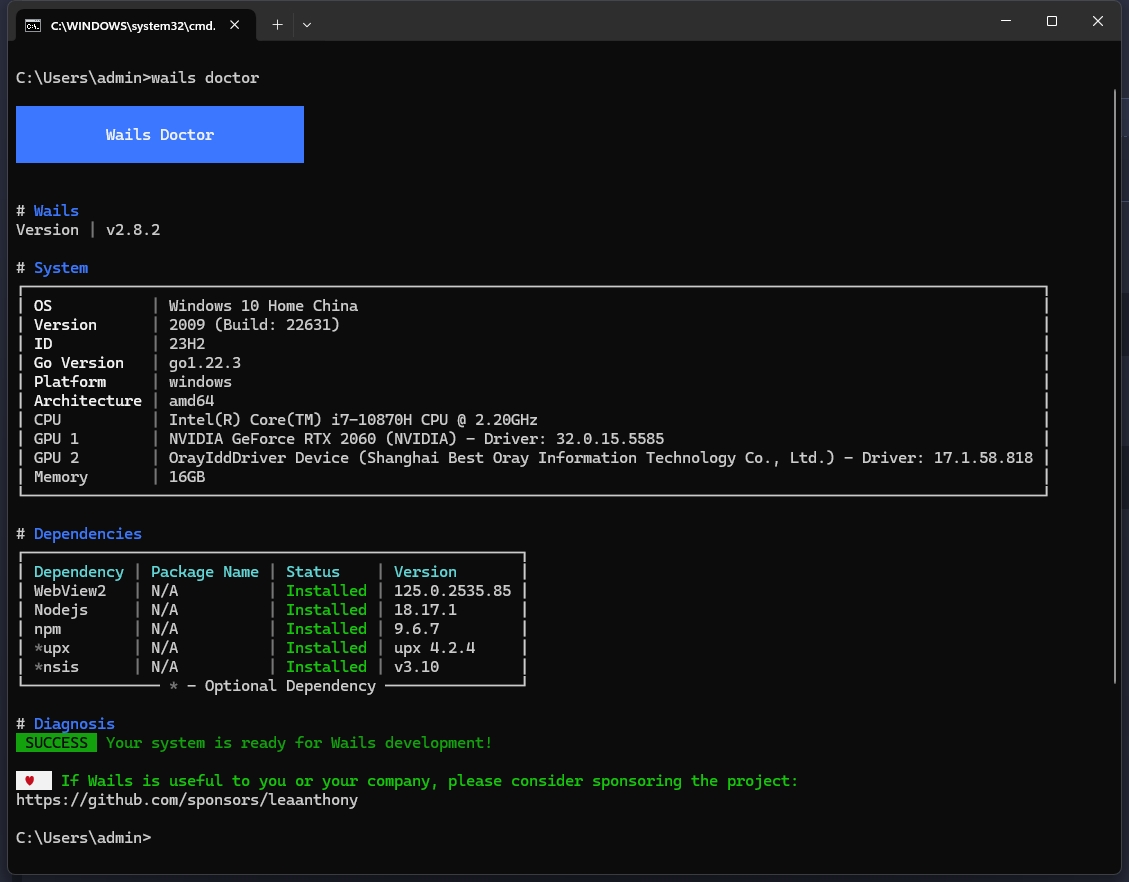 C:\WINDOWS\system32\cmd.
C:\Users\admin>wails doctor
Wails Doctor
# Wails
Version | v2.8.2
# System
OS | Windows 10 Home China
Version | 2009 (Build: 22631)
ID | 23H2
Go Version | go1.22.3
Platform | windows
Architecture | amd64
CPU | Intel(R) Core(TM) i7-10870H CPU @ 2.20GHz
GPU 1 | NVIDIA GeForce RTX 2060 (NVIDIA) - Driver: 32.0.15.5585
GPU 2 | OrayIddDriver Device (Shanghai Best Oray Information Technology Co., Ltd.) - Driver: 17.1.58.818
Memory | 16GB
# Dependencies
Dependency | Package Name | Status | Version
WebView2 | N/A | Installed | 125.0.2535.85
Nodejs | N/A | Installed | 18.17.1
npm | N/A | Installed | 9.6.7
*upx | N/A | Installed | upx 4.2.4
*nsis | N/A | Installed | v3.10
* - Optional Dependency
# Diagnosis
SUCCESS Your system is ready for Wails development!
♥ If Wails is useful to you or your company, please consider sponsoring the project:
https://github.com/sponsors/leaanthony
C:\Users\admin>